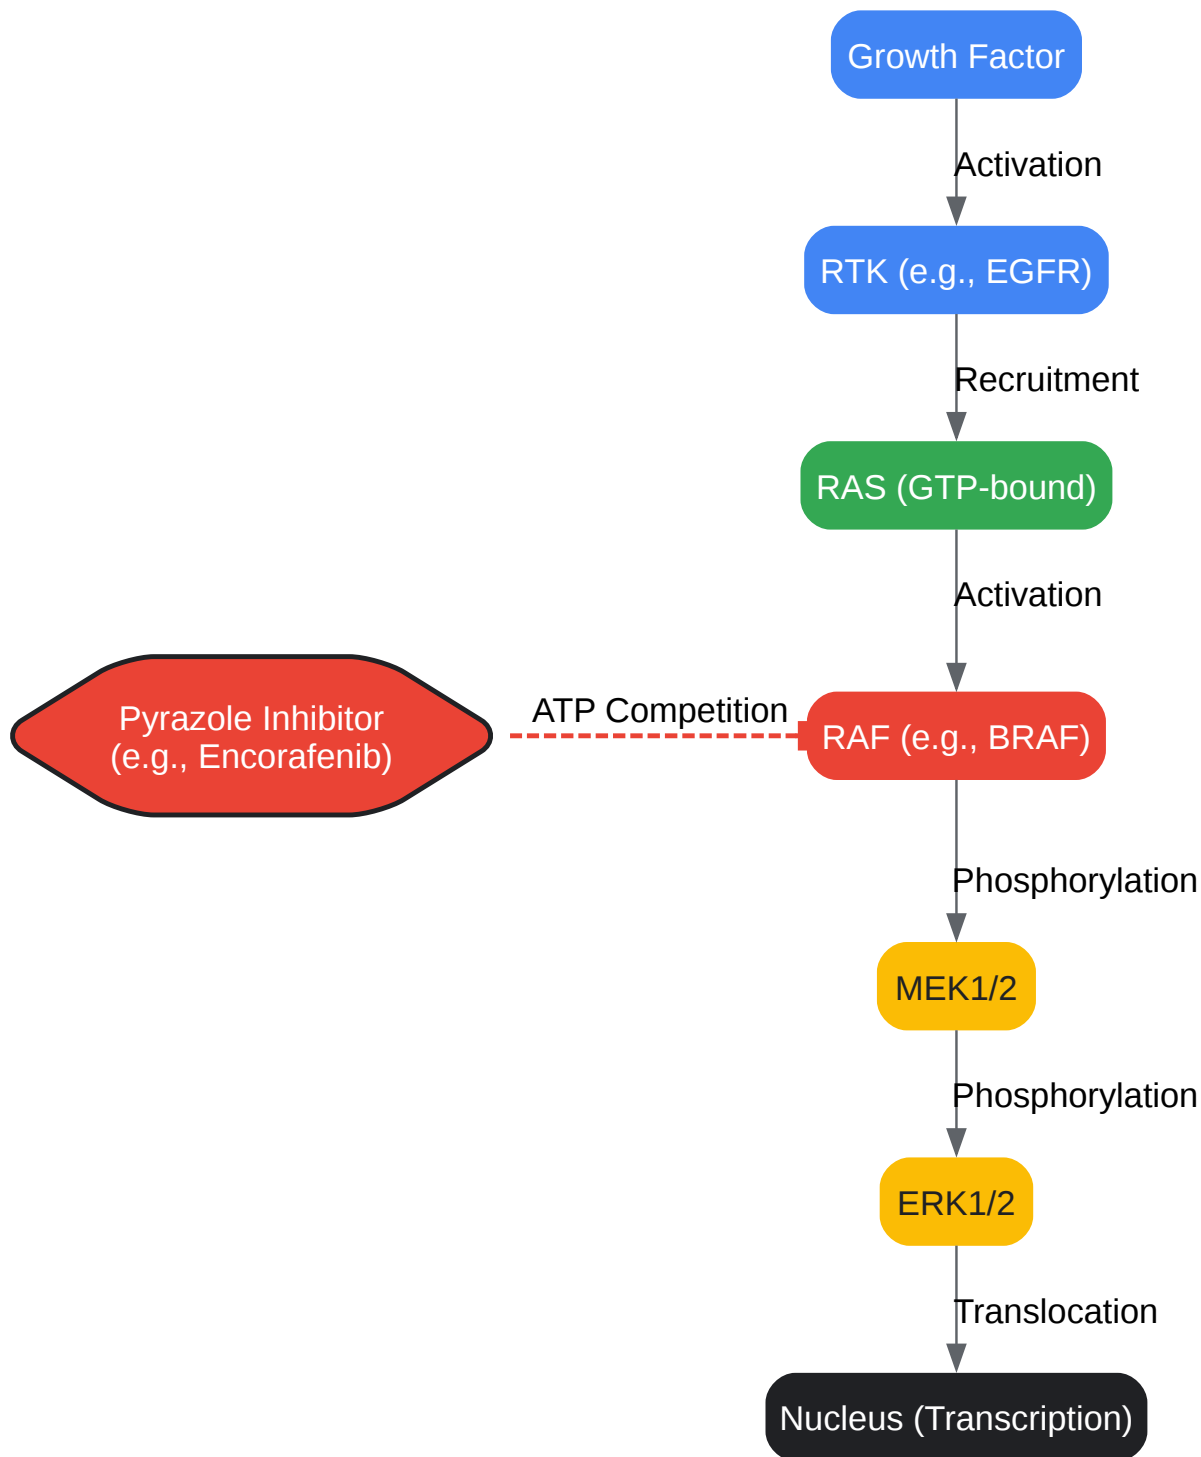 Growth Factor
Activation
RTK (e.g., EGFR)
Recruitment
RAS (GTP-bound)
Activation
Pyrazole Inhibitor
(e.g., Encorafenib)
ATP Competition
RAF (e.g., BRAF)
Phosphorylation
MEK1/2
Phosphorylation
ERK1/2
Translocation
Nucleus (Transcription)